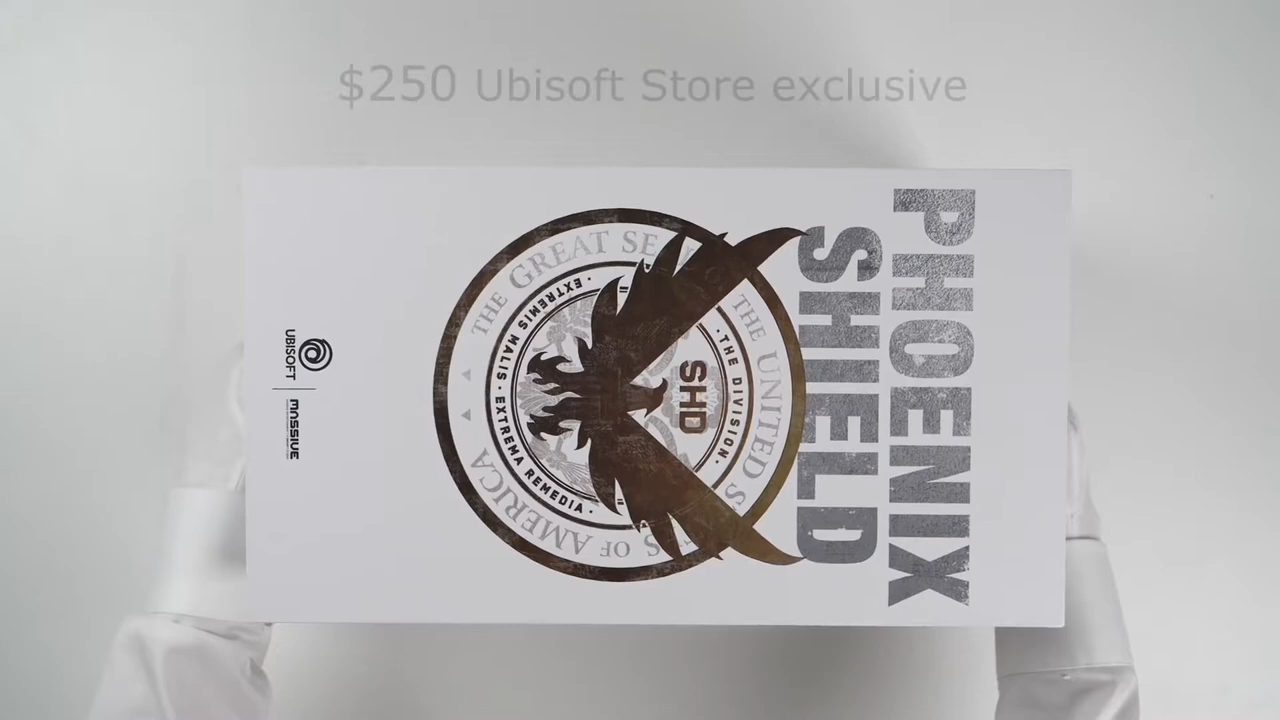 $250 Ubisoft Store exclusive
PHOENIX
SHIELD
THE GREAT SE
THE UNITED S
OF AMERICA
· THE DIVISION ·
· EXTREMIS MALIS · EXTREMA REMEDIA ·
SHD
UBISOFT
MASSIVE